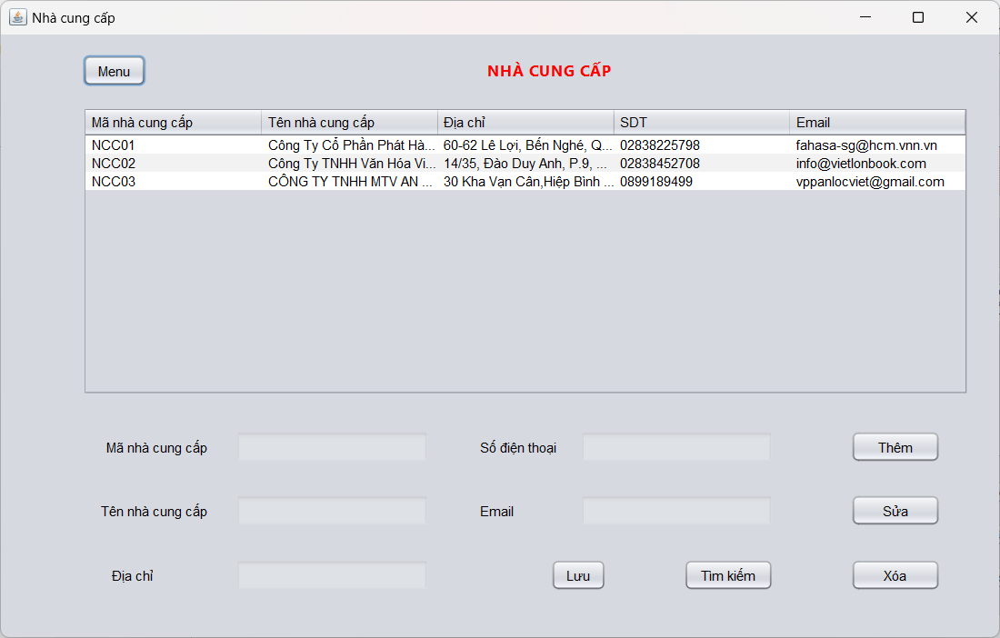 Nhà cung cấp
Menu
NHÀ CUNG CẤP
Mã nhà cung cấp Tên nhà cung cấp Địa chỉ SDT Email
NCC01 Công Ty Cổ Phần Phát Hà... 60-62 Lê Lợi, Bến Nghé, Q... 02838225798 fahasa-sg@hcm.vnn.vn
NCC02 Công Ty TNHH Văn Hóa Vi... 14/35, Đào Duy Anh, P.9, ... 02838452708 info@vietlonbook.com
NCC03 CÔNG TY TNHH MTV AN ... 30 Kha Vạn Cân,Hiệp Bình ... 0899189499 vppanlocviet@gmail.com
Mã nhà cung cấp Số điện thoại Thêm
Tên nhà cung cấp Email Sửa
Địa chỉ Lưu Tìm kiếm Xóa